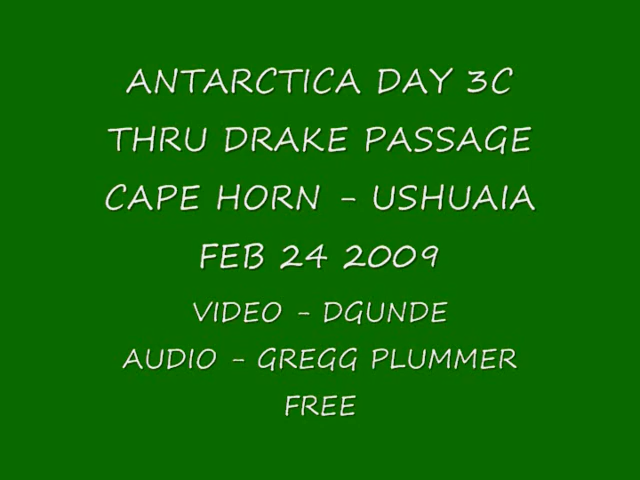 ANTARCTICA DAY 3C
THRU DRAKE PASSAGE
CAPE HORN - USHUAIA
FEB 24 2009
VIDEO - DGUNDE
AUDIO - GREGG PLUMMER
FREE